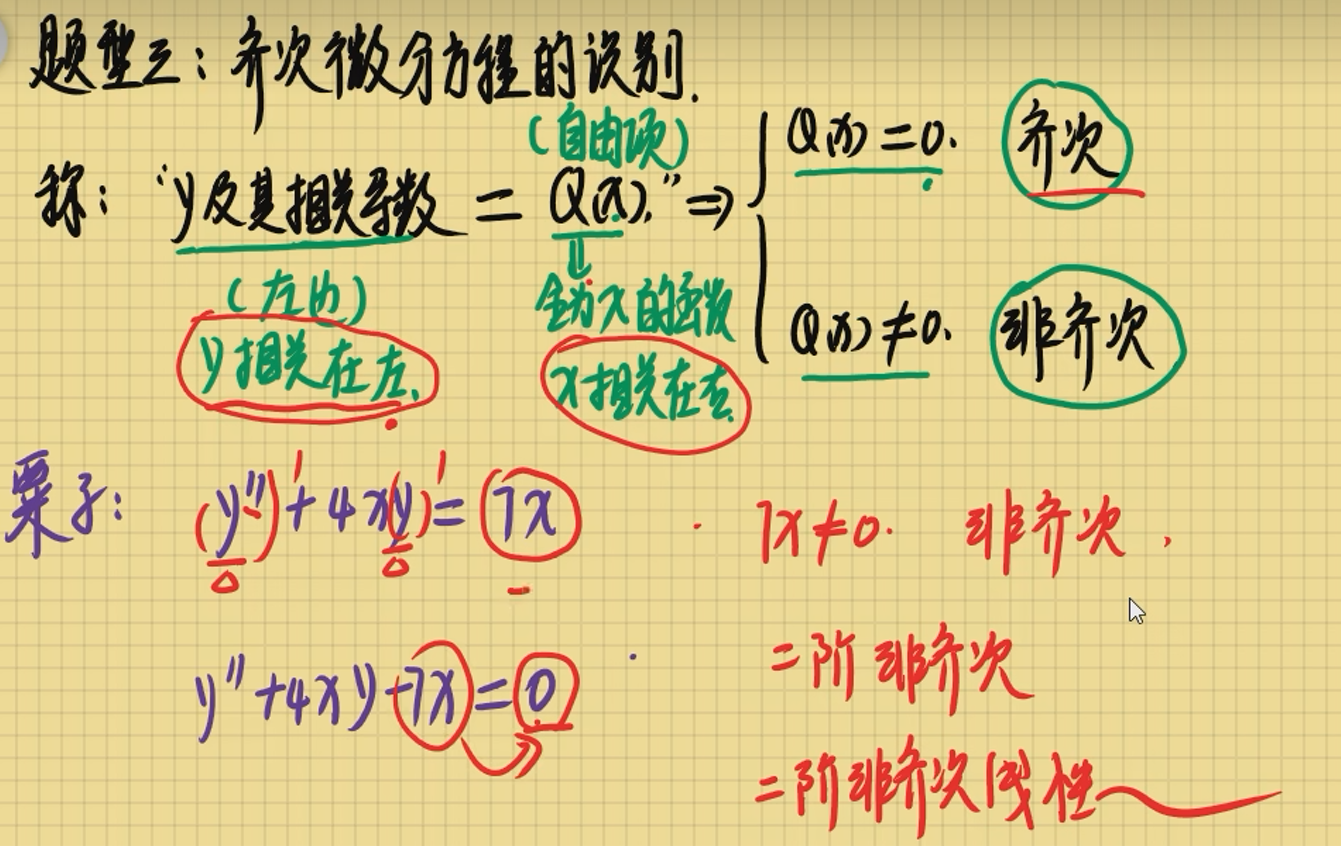 题型三：齐次微分方程的识别.
(自由项)
称：“y及其相关导数 = Q(x).” ⇒ { Q(x)=0. 齐次
(左边)
全为x的函数
Q(x)≠0. 非齐次
y相关在左.
x相关在右.
栗子：(y'')' + 4x(y)' = 7x
7x≠0. 非齐次,
二阶非齐次
y''+4xy-7x=0
二阶非齐次线性